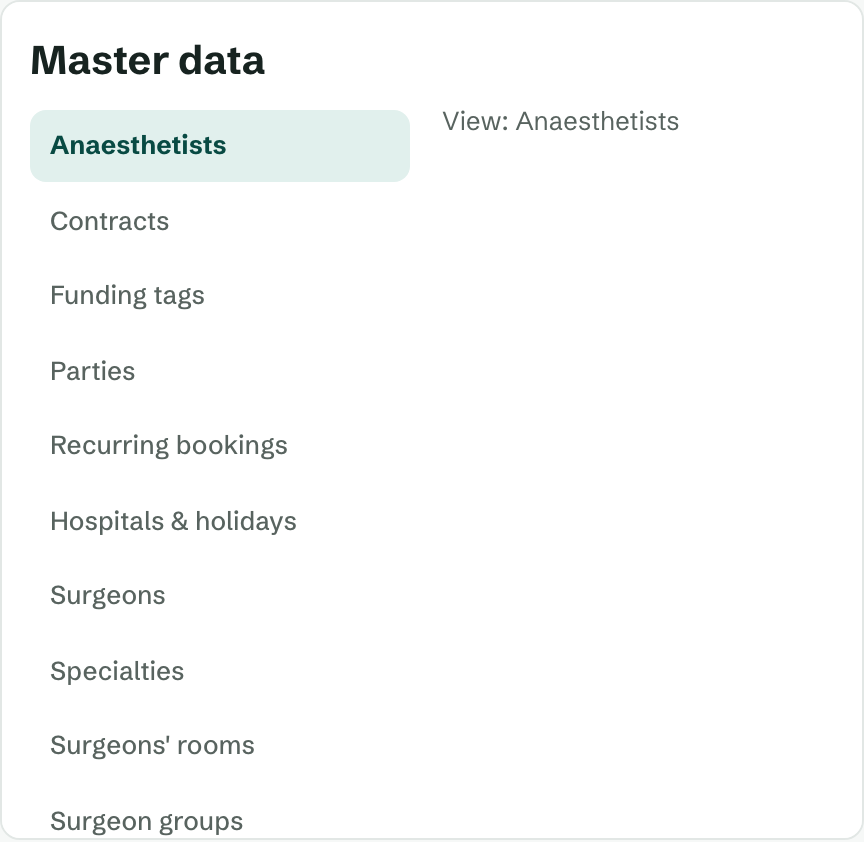 Master data
Anaesthetists
View: Anaesthetists
Contracts
Funding tags
Parties
Recurring bookings
Hospitals & holidays
Surgeons
Specialties
Surgeons' rooms
Surgeon groups